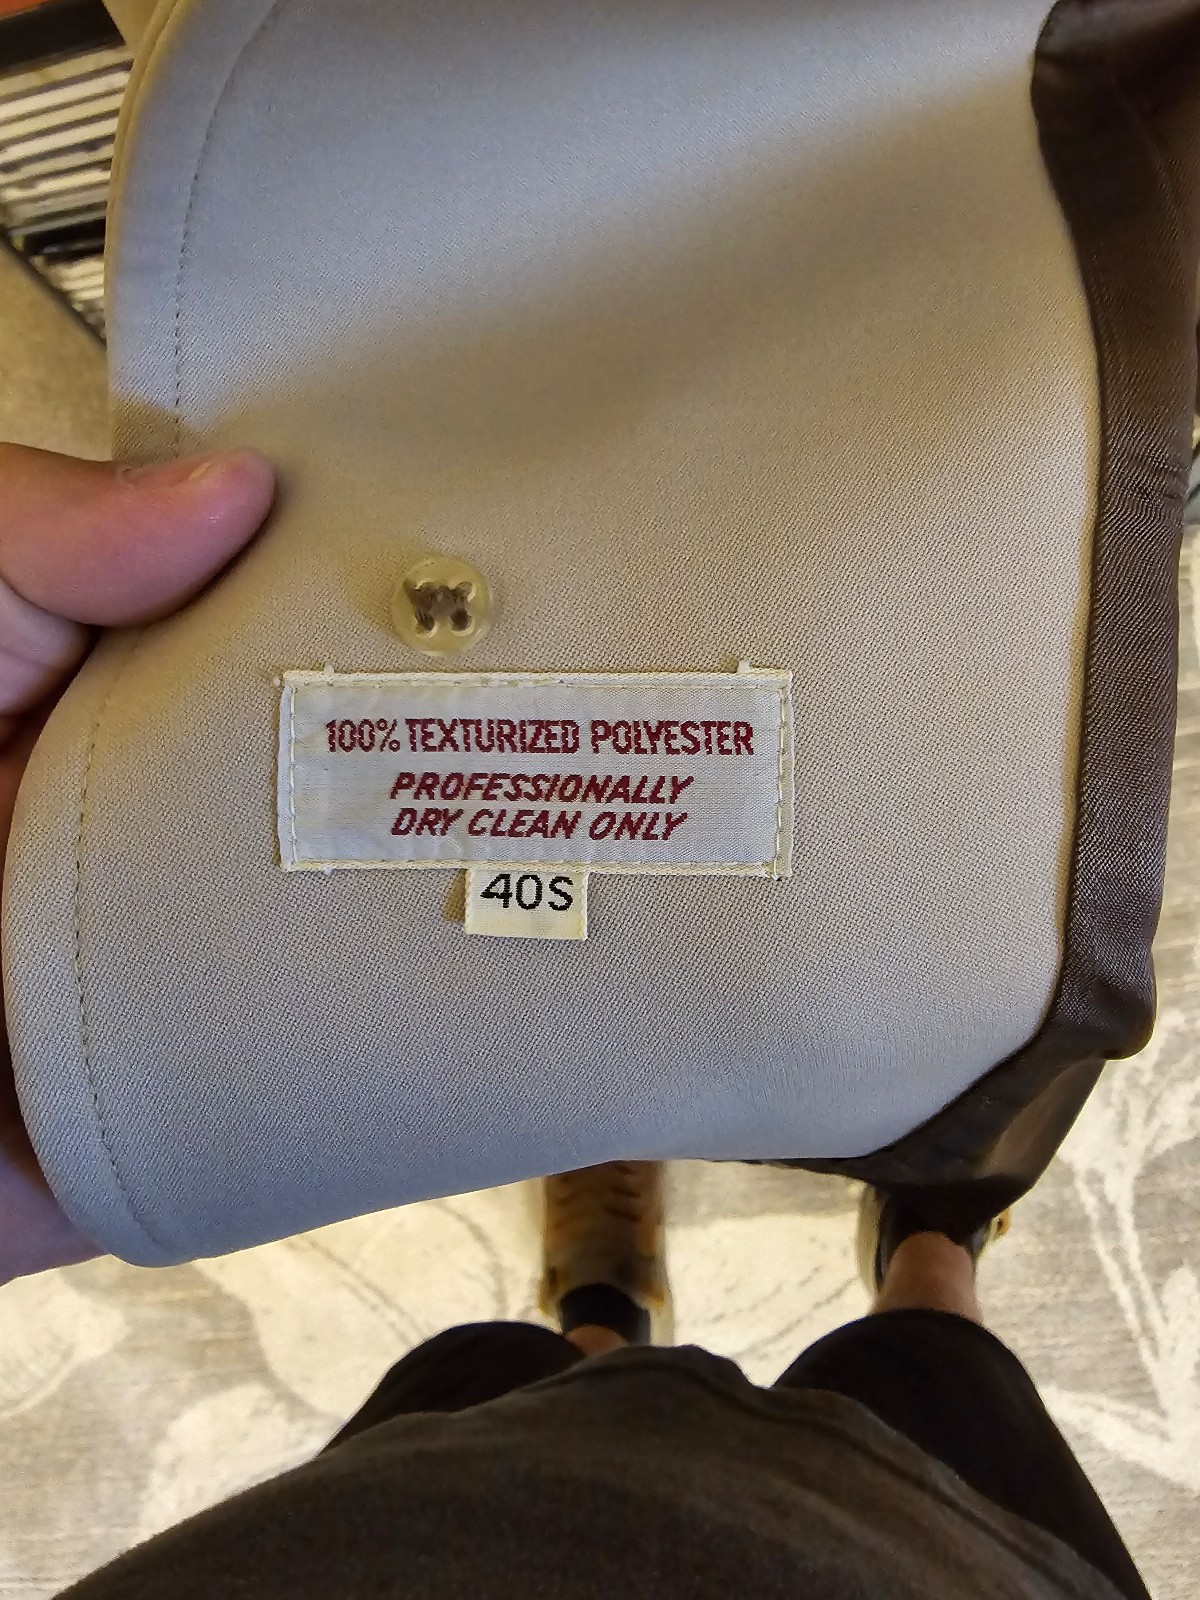 100% TEXTURIZED POLYESTER
PROFESSIONALLY
DRY CLEAN ONLY
40S